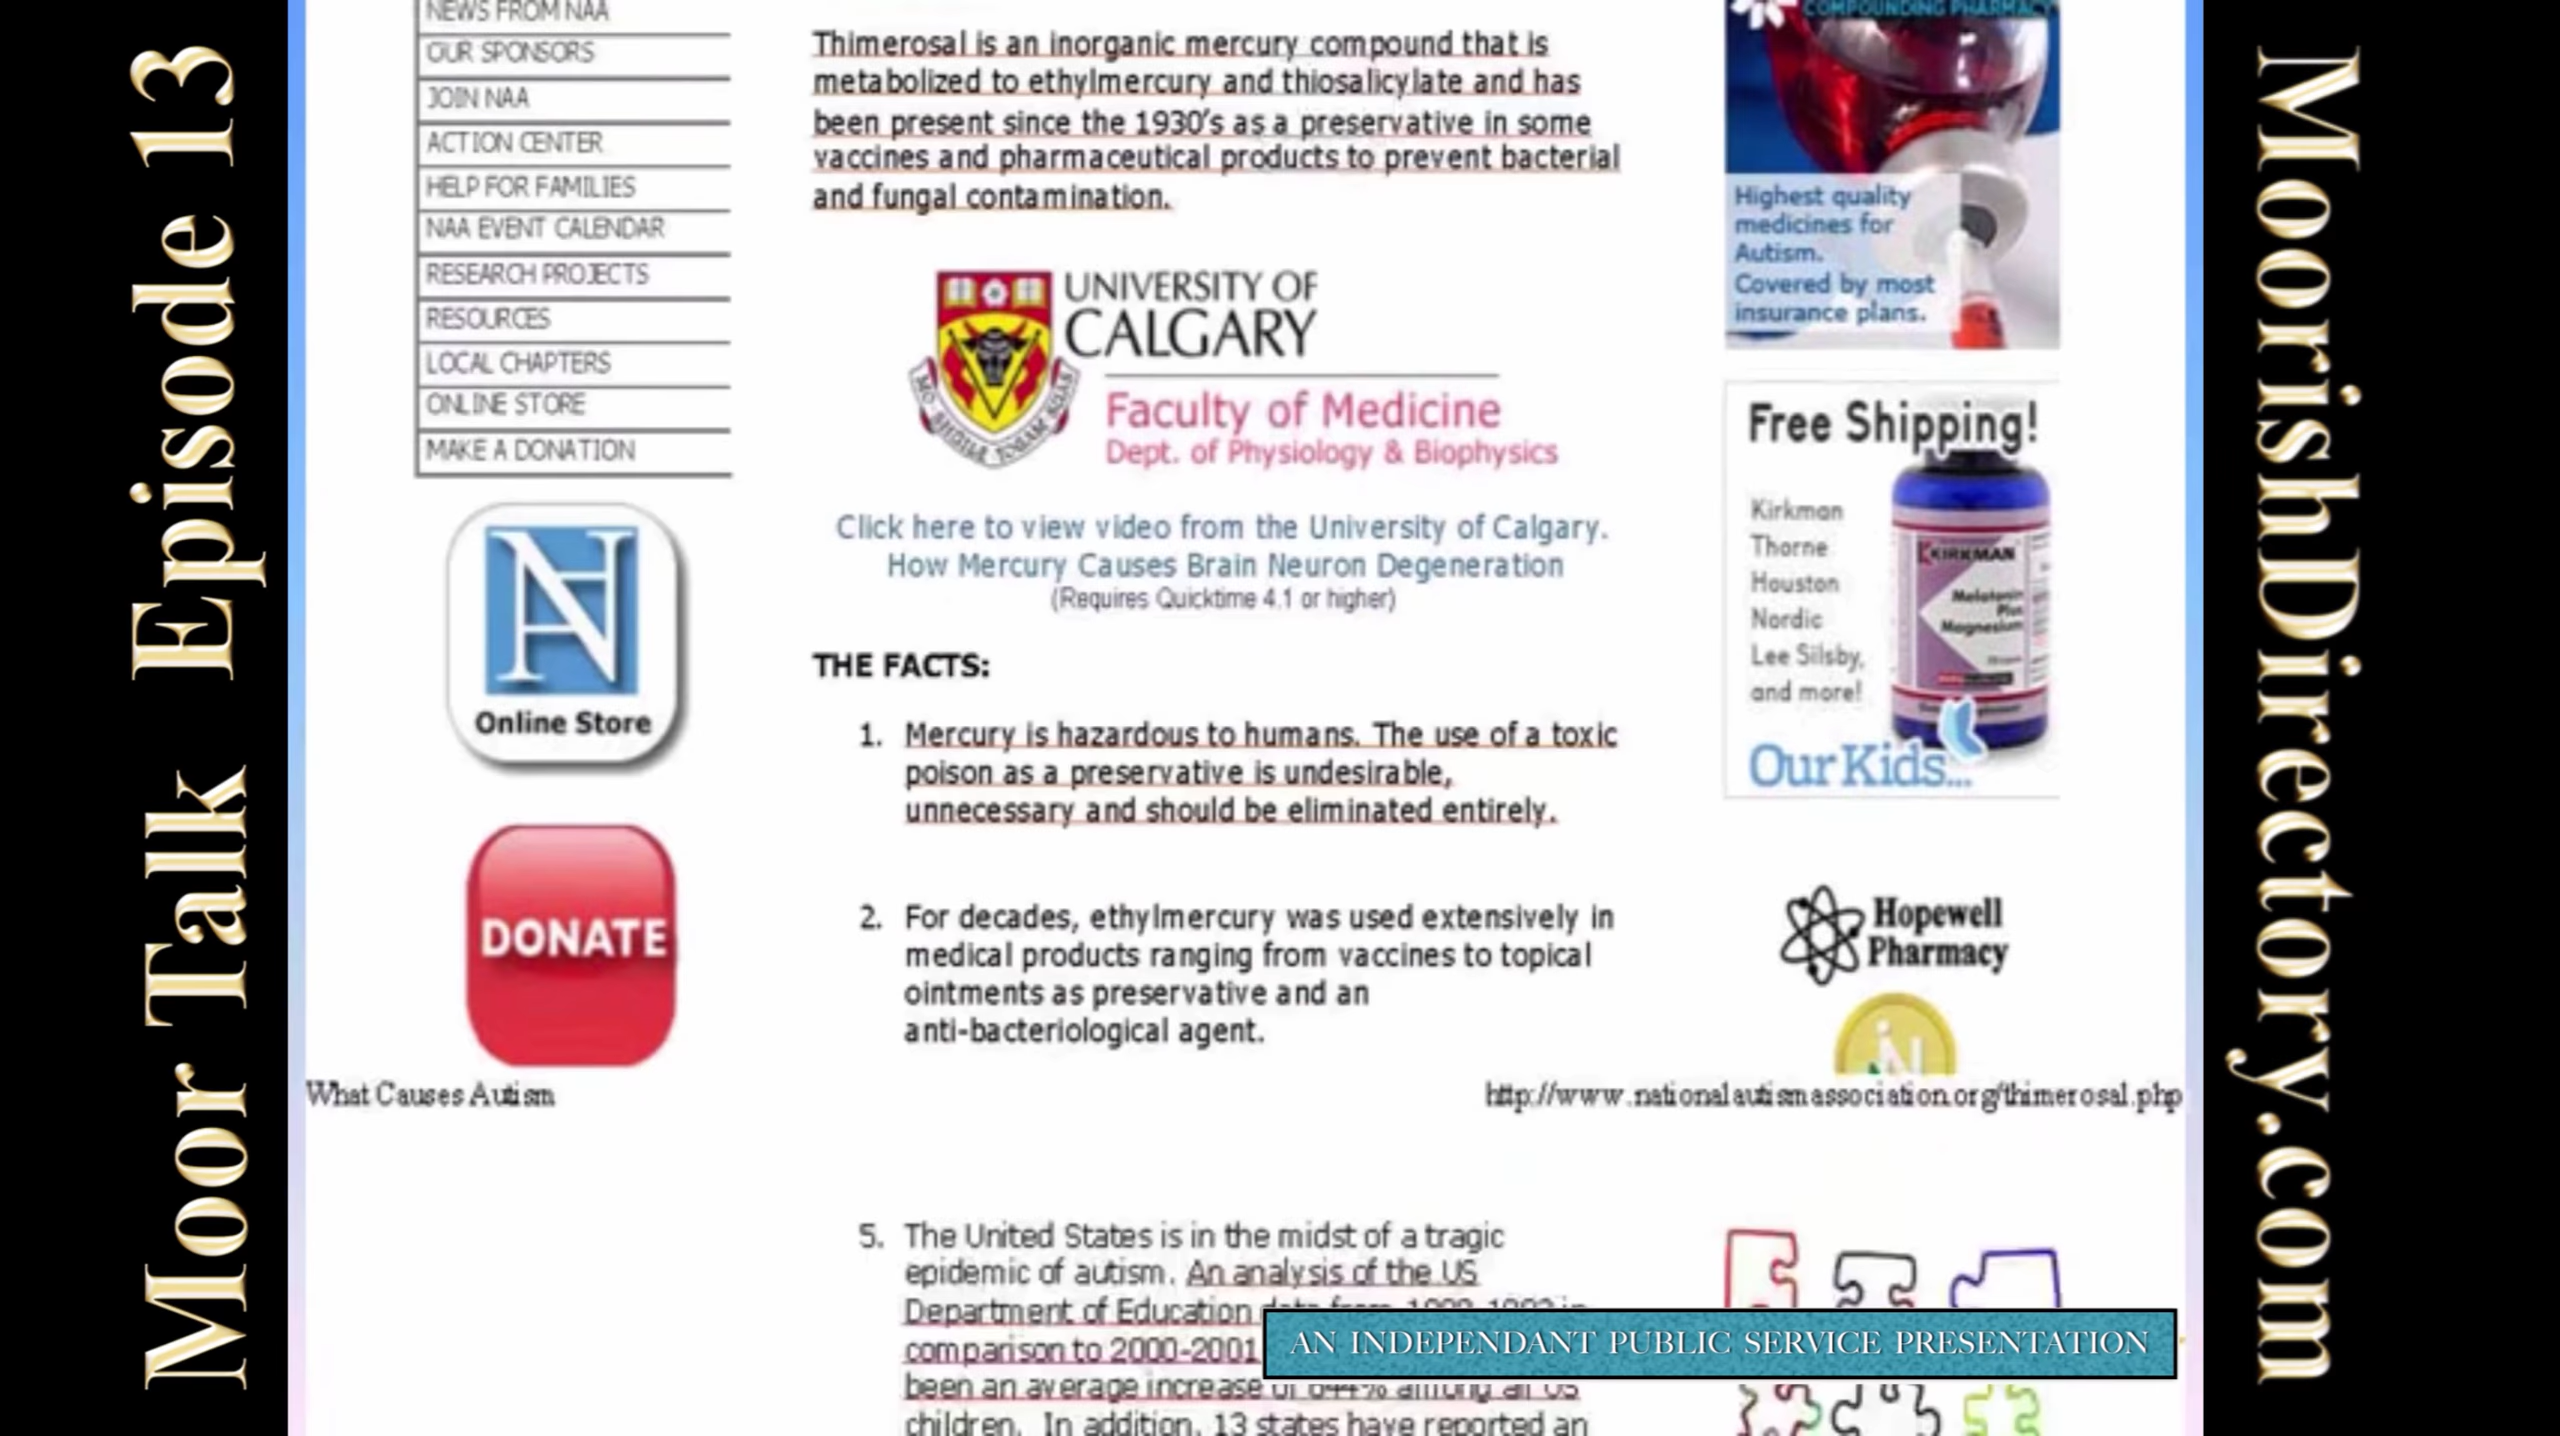 Moor Talk Episode 13
NEWS FROM NAA
OUR SPONSORS
JOIN NAA
ACTION CENTER
HELP FOR FAMILIES
NAA EVENT CALENDAR
RESEARCH PROJECTS
RESOURCES
LOCAL CHAPTERS
ONLINE STORE
MAKE A DONATION
Online Store
DONATE
Thimerosal is an inorganic mercury compound that is
metabolized to ethylmercury and thiosalicylate and has
been present since the 1930's as a preservative in some
vaccines and pharmaceutical products to prevent bacterial
and fungal contamination.
UNIVERSITY OF
CALGARY
Faculty of Medicine
Dept. of Physiology & Biophysics
Click here to view video from the University of Calgary.
How Mercury Causes Brain Neuron Degeneration
(Requires Quicktime 4.1 or higher)
THE FACTS:
1. Mercury is hazardous to humans. The use of a toxic
poison as a preservative is undesirable,
unnecessary and should be eliminated entirely.
2. For decades, ethylmercury was used extensively in
medical products ranging from vaccines to topical
ointments as preservative and an
anti-bacteriological agent.
COMPOUNDING PHARMACY
Highest quality
medicines for
Autism.
Covered by most
insurance plans.
Free Shipping!
Kirkman
Thorne
Houston
Nordic
Lee Silsby,
and more!
KIRKMAN
Melatonin
Plus
Magnesium
Our Kids...
Hopewell
Pharmacy
What Causes Autism
http://www.nationalautismassociation.org/thimerosal.php
5. The United States is in the midst of a tragic
epidemic of autism. An analysis of the US
Department of Education
comparison to 2000-2001
been an average increase of 644% among all US
children. In addition, 13 states have reported an
AN INDEPENDANT PUBLIC SERVICE PRESENTATION
MoorishDirectory.com